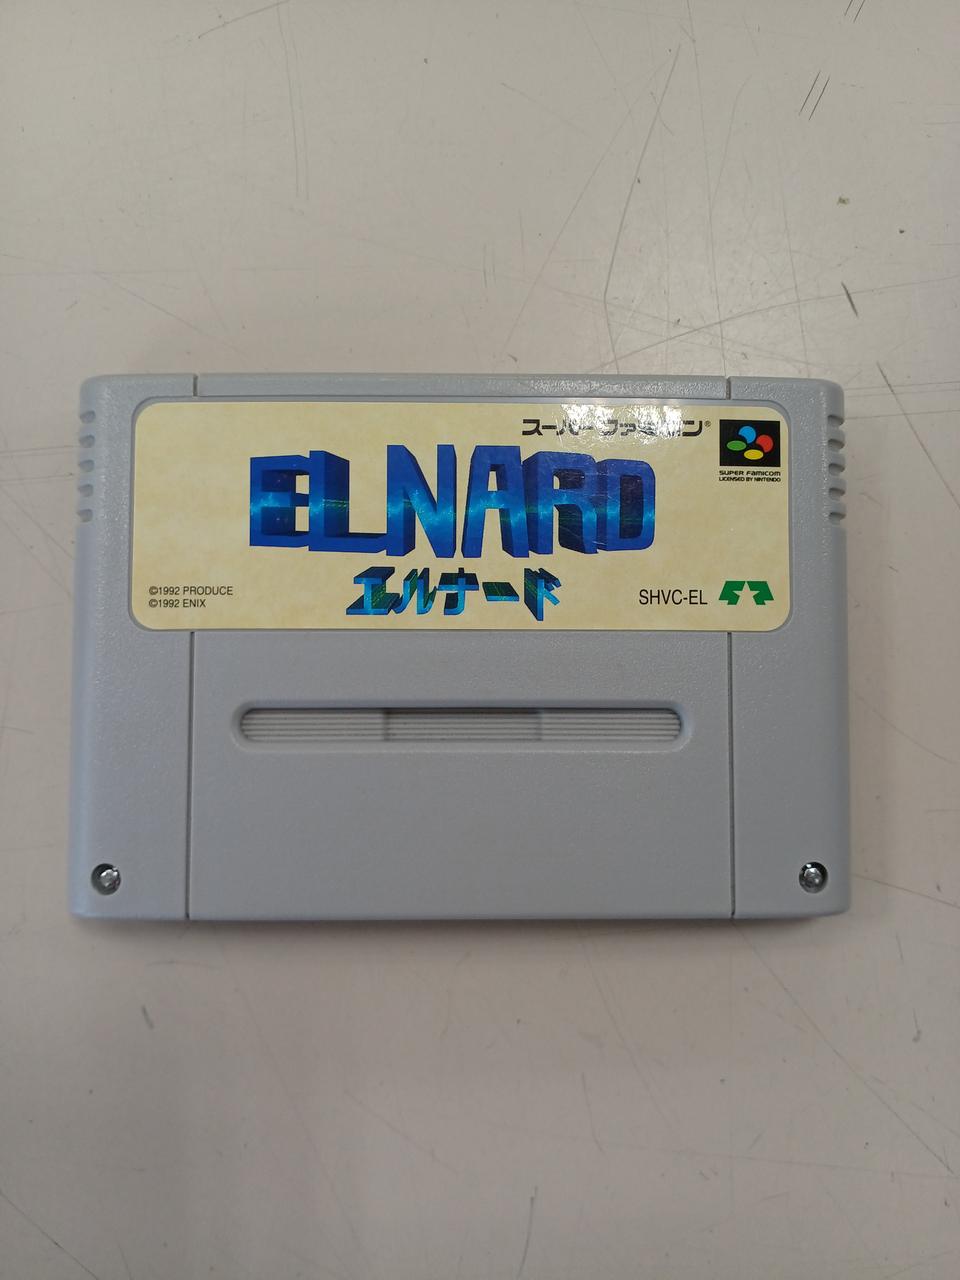 スーパーファミコン®
SUPER FAMICOM
LICENSED BY NINTENDO
ELNARD
エルナード
©1992 PRODUCE
©1992 ENIX
SHVC-EL